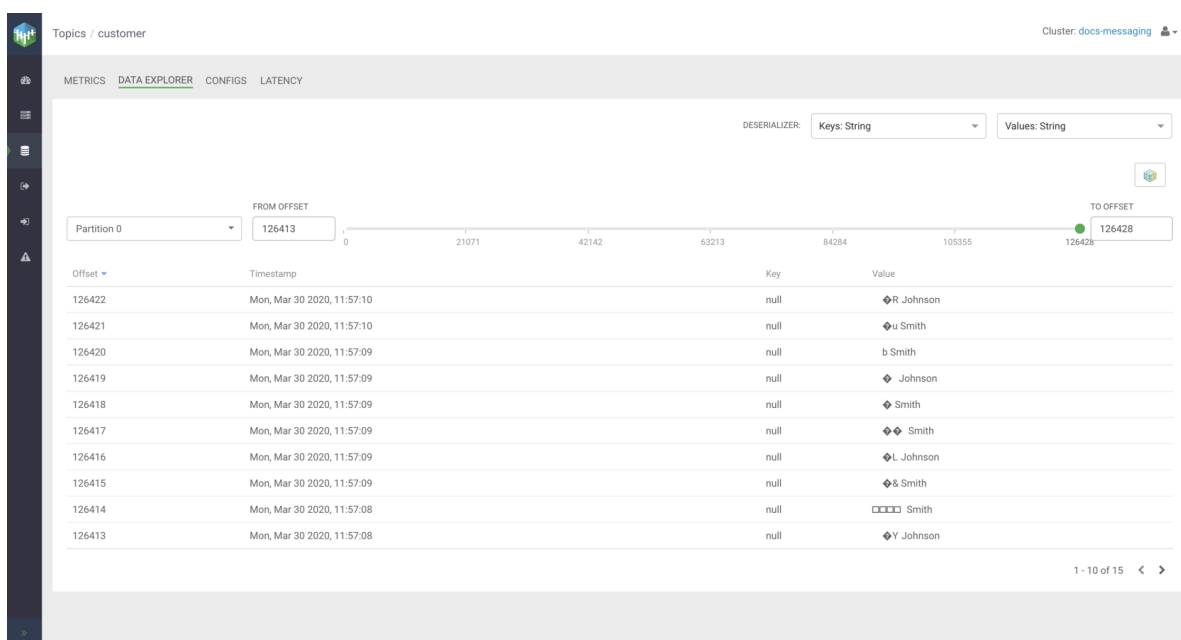 Topics / customer
Cluster: docs-messaging
METRICS DATA EXPLORER CONFIGS LATENCY
DESERIALIZER: Keys: String Values: String
FROM OFFSET TO OFFSET
Partition 0 126413 126428
0 21071 42142 63213 84284 105355 126428
Offset Timestamp Key Value
126422 Mon, Mar 30 2020, 11:57:10 null �R Johnson
126421 Mon, Mar 30 2020, 11:57:10 null �u Smith
126420 Mon, Mar 30 2020, 11:57:09 null b Smith
126419 Mon, Mar 30 2020, 11:57:09 null � Johnson
126418 Mon, Mar 30 2020, 11:57:09 null � Smith
126417 Mon, Mar 30 2020, 11:57:09 null �� Smith
126416 Mon, Mar 30 2020, 11:57:09 null �L Johnson
126415 Mon, Mar 30 2020, 11:57:09 null �& Smith
126414 Mon, Mar 30 2020, 11:57:08 null □□□□ Smith
126413 Mon, Mar 30 2020, 11:57:08 null �Y Johnson
1 - 10 of 15